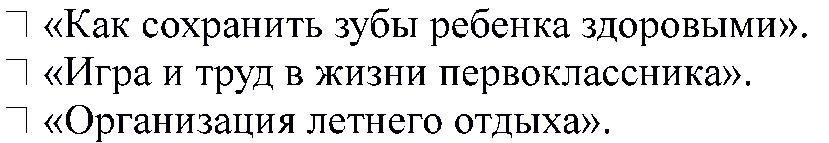 «Как сохранить зубы ребенка здоровыми».
«Игра и труд в жизни первоклассника».
«Организация летнего отдыха».